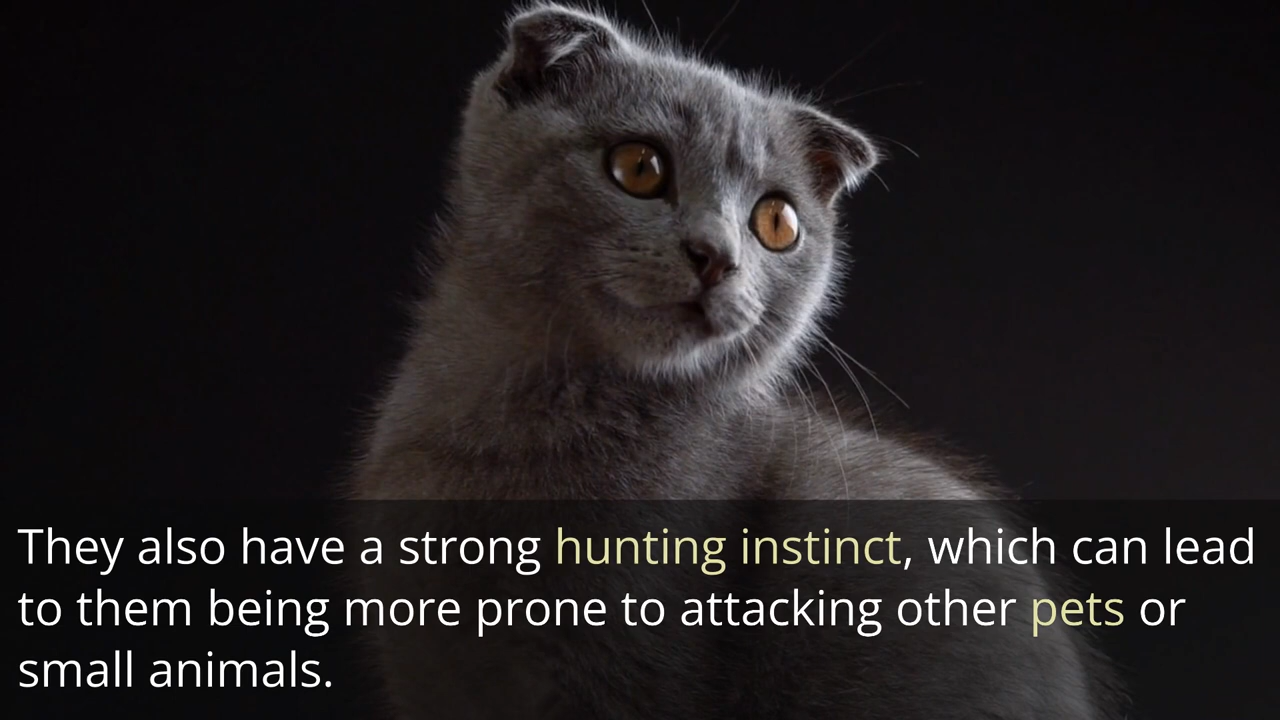 They also have a strong hunting instinct, which can lead
to them being more prone to attacking other pets or
small animals.